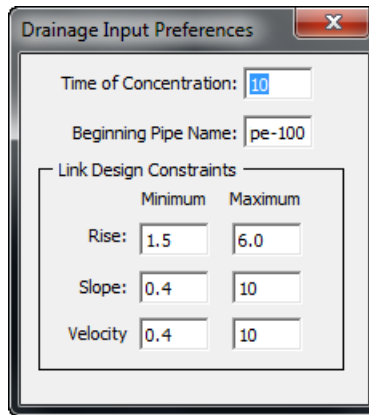 Drainage Input Preferences
Time of Concentration: 10
Beginning Pipe Name: pe-100
Link Design Constraints
Minimum Maximum
Rise: 1.5 6.0
Slope: 0.4 10
Velocity 0.4 10